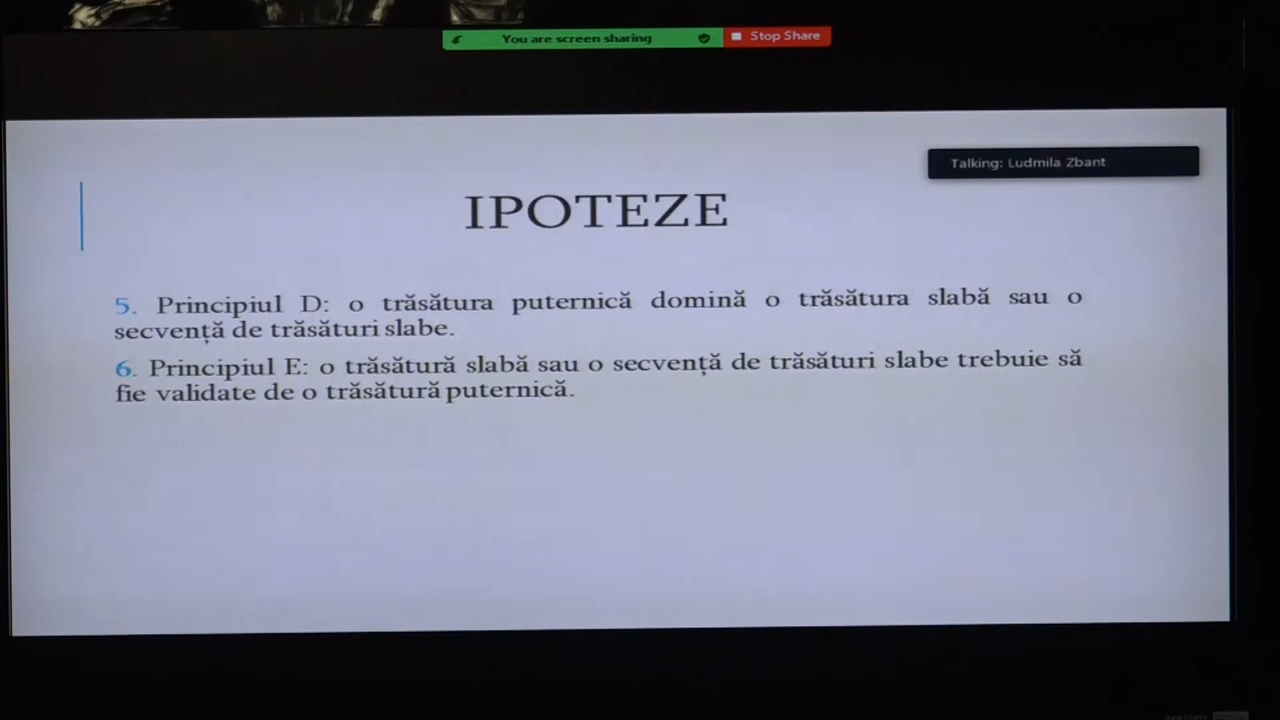 You are screen sharing
Stop Share
Talking: Ludmila Zbant
IPOTEZE
5. Principiul D: o trăsătura puternică domină o trăsătura slabă sau o
secvență de trăsături slabe.
6. Principiul E: o trăsătură slabă sau o secvență de trăsături slabe trebuie să
fie validate de o trăsătură puternică.